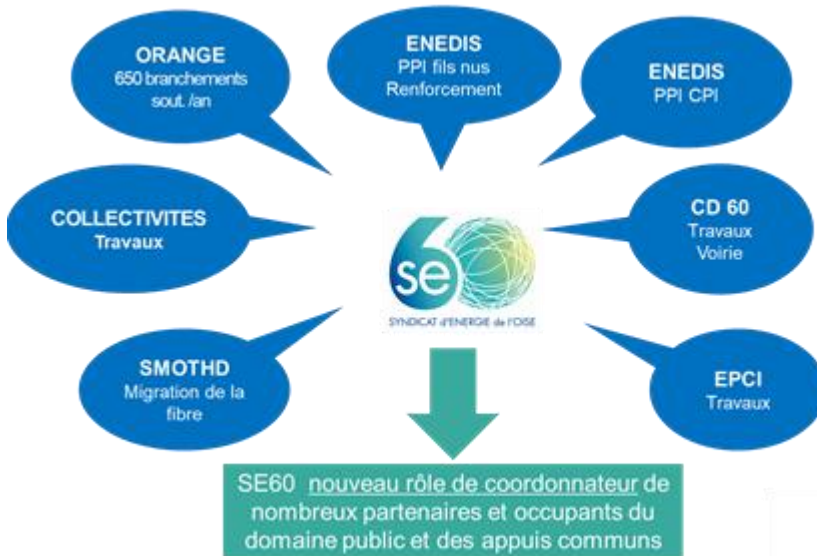 ORANGE
650 branchements
sout. /an
ENEDIS
PPI fils nus
Renforcement
ENEDIS
PPI CPI
COLLECTIVITES
Travaux
se60
SYNDICAT d'ENERGIE de l'OISE
CD 60
Travaux
Voirie
SMOTHD
Migration de la
fibre
EPCI
Travaux
SE60 nouveau rôle de coordonnateur de
nombreux partenaires et occupants du
domaine public et des appuis communs